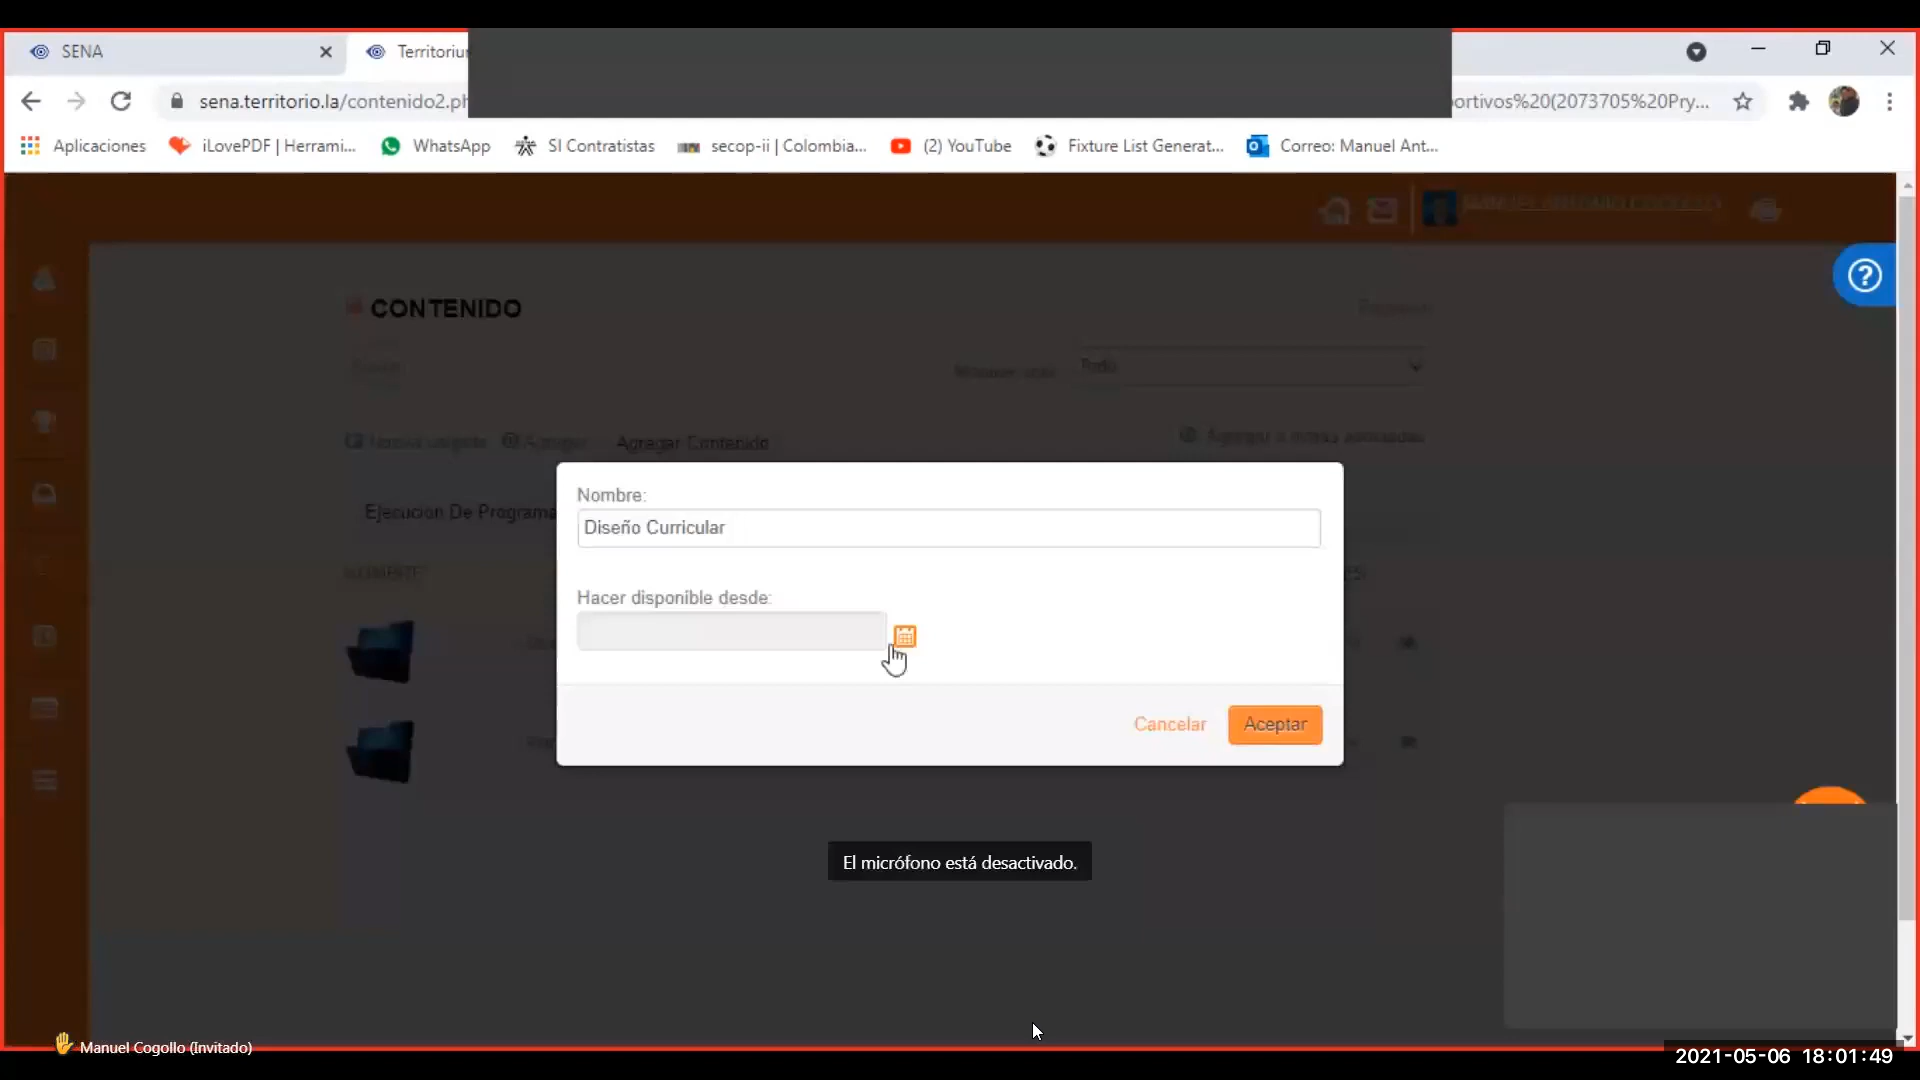 SENA
Territoriu
sena.territorio.la/contenido2.ph
ortivos%20(2073705%20Pry...
Aplicaciones
iLovePDF | Herrami...
WhatsApp
SI Contratistas
secop-ii | Colombia...
(2) YouTube
Fixture List Generat...
Correo: Manuel Ant...
CONTENIDO
Todo
Agregar Contenido
Ejecucion De Programa
Nombre:
Diseño Curricular
Hacer disponible desde:
Cancelar
Aceptar
El micrófono está desactivado.
Manuel Cogollo (Invitado)
2021-05-06 18:01:49